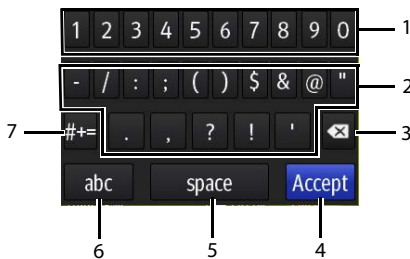 1 2 3 4 5 6 7 8 9 0 1
- / : ; ( ) $ & @ " 2
7 #+= . , ? ! ' 3
abc space Accept
6 5 4